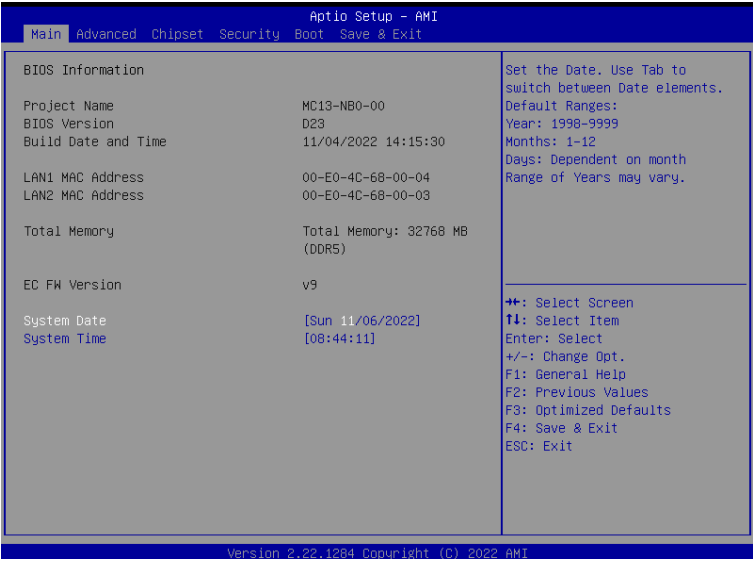 Aptio Setup – AMI
Main Advanced Chipset Security Boot Save & Exit
BIOS Information
Project Name MC13-NB0-00
BIOS Version D23
Build Date and Time 11/04/2022 14:15:30
LAN1 MAC Address 00-E0-4C-68-00-04
LAN2 MAC Address 00-E0-4C-68-00-03
Total Memory Total Memory: 32768 MB
(DDR5)
EC FW Version v9
System Date [Sun 11/06/2022]
System Time [08:44:11]
Set the Date. Use Tab to
switch between Date elements.
Default Ranges:
Year: 1998-9999
Months: 1-12
Days: Dependent on month
Range of Years may vary.
→←: Select Screen
↑↓: Select Item
Enter: Select
+/-: Change Opt.
F1: General Help
F2: Previous Values
F3: Optimized Defaults
F4: Save & Exit
ESC: Exit
Version 2.22.1284 Copyright (C) 2022 AMI